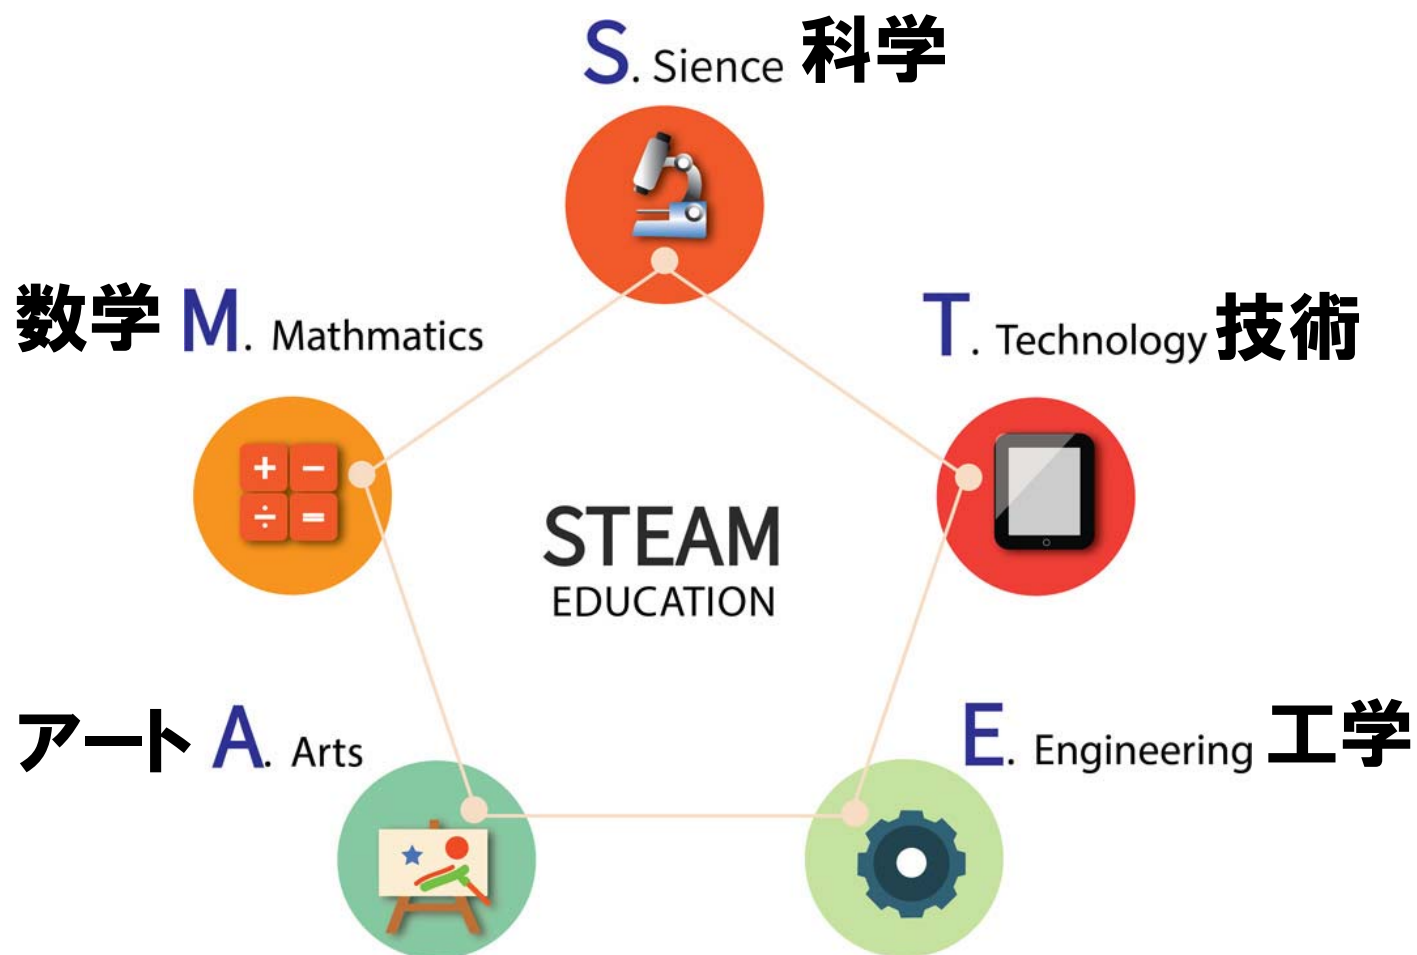 S. Sience 科学
数学 M. Mathmatics
T. Technology 技術
+ −
÷ =
STEAM
EDUCATION
アート A. Arts
E. Engineering 工学